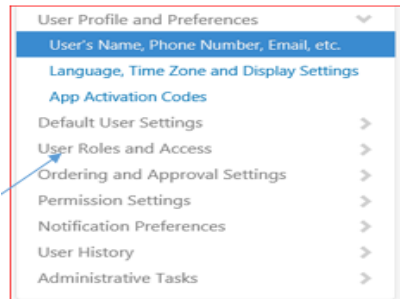 User Profile and Preferences
User's Name, Phone Number, Email, etc.
Language, Time Zone and Display Settings
App Activation Codes
Default User Settings
User Roles and Access
Ordering and Approval Settings
Permission Settings
Notification Preferences
User History
Administrative Tasks